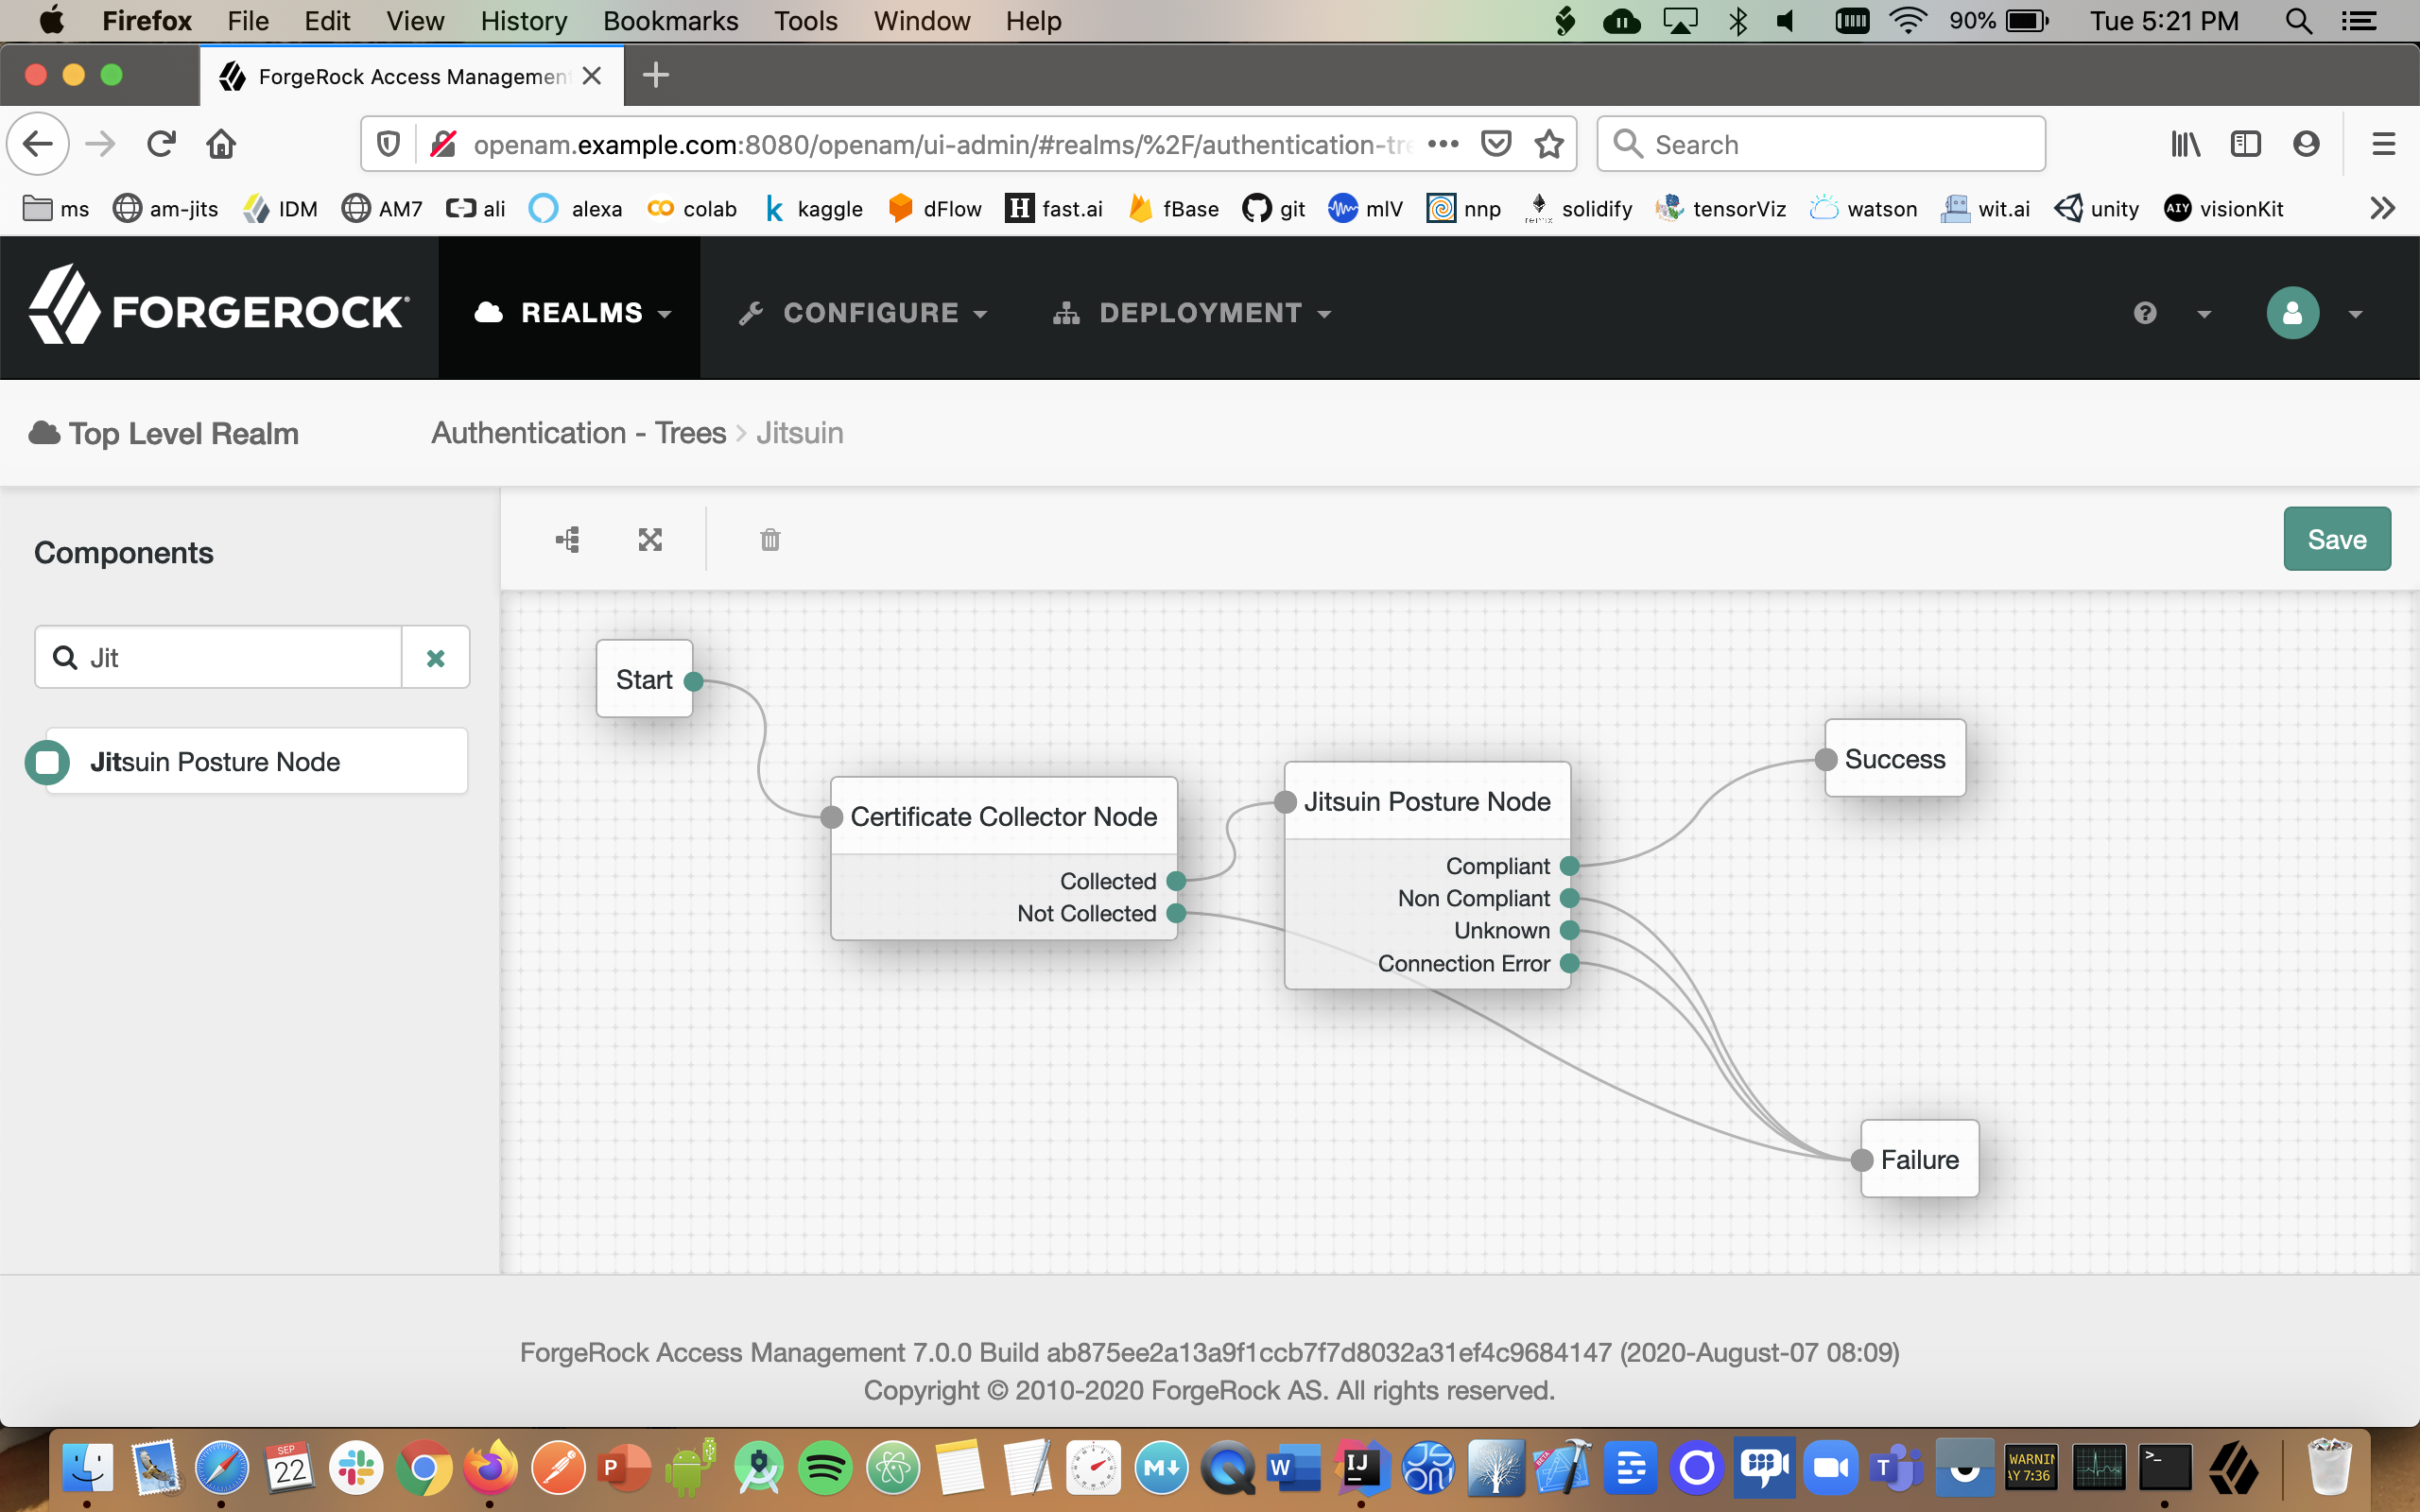 Firefox File Edit View History Bookmarks Tools Window Help 90% Tue 5:21 PM
ForgeRock Access Management
openam.example.com:8080/openam/ui-admin/#realms/%2F/authentication-tre Search
ms am-jits IDM AM7 ali alexa colab kaggle dFlow fast.ai fBase git mlV nnp solidify tensorViz watson wit.ai unity visionKit
FORGEROCK REALMS CONFIGURE DEPLOYMENT
Top Level Realm Authentication - Trees Jitsuin
Components
Save
Jit
Jitsuin Posture Node
Start
Certificate Collector Node
Collected
Not Collected
Jitsuin Posture Node
Compliant
Non Compliant
Unknown
Connection Error
Success
Failure
ForgeRock Access Management 7.0.0 Build ab875ee2a13a9f1ccb7f7d8032a31ef4c9684147 (2020-August-07 08:09)
Copyright © 2010-2020 ForgeRock AS. All rights reserved.
SEP
22
WARNIN
AY 7:36